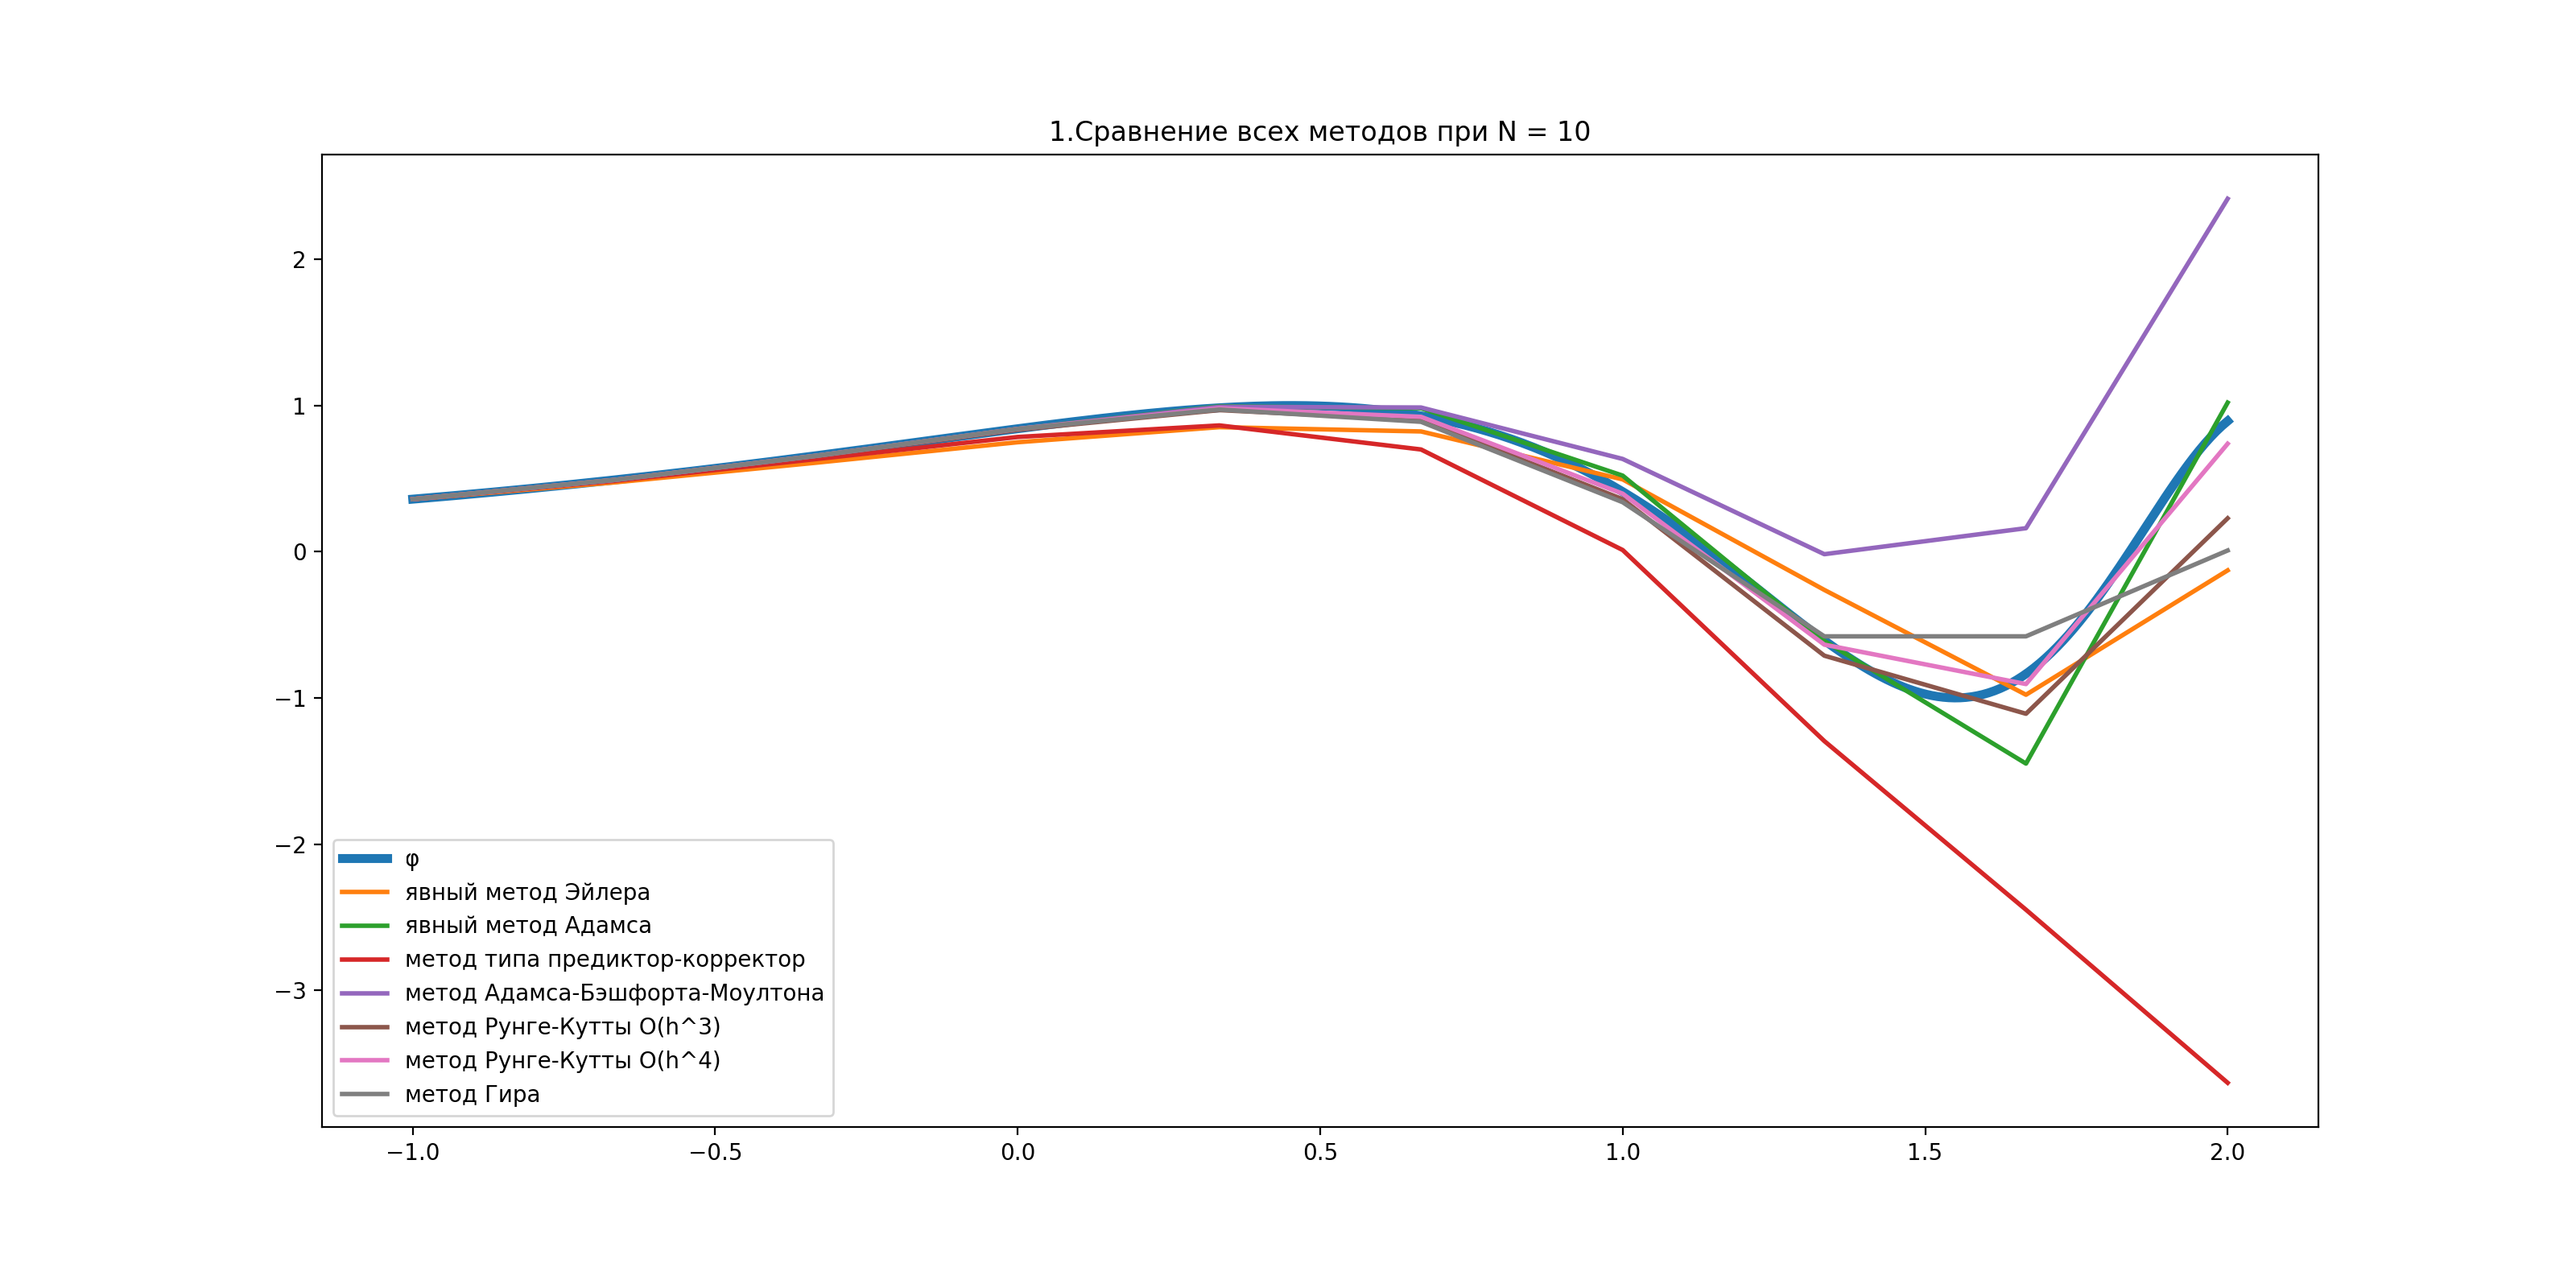 1.Сравнение всех методов при N = 10
2
1
0
−1
−2
−3
φ
явный метод Эйлера
явный метод Адамса
метод типа предиктор-корректор
метод Адамса-Бэшфорта-Моултона
метод Рунге-Кутты O(h^3)
метод Рунге-Кутты O(h^4)
метод Гира
−1.0 −0.5 0.0 0.5 1.0 1.5 2.0